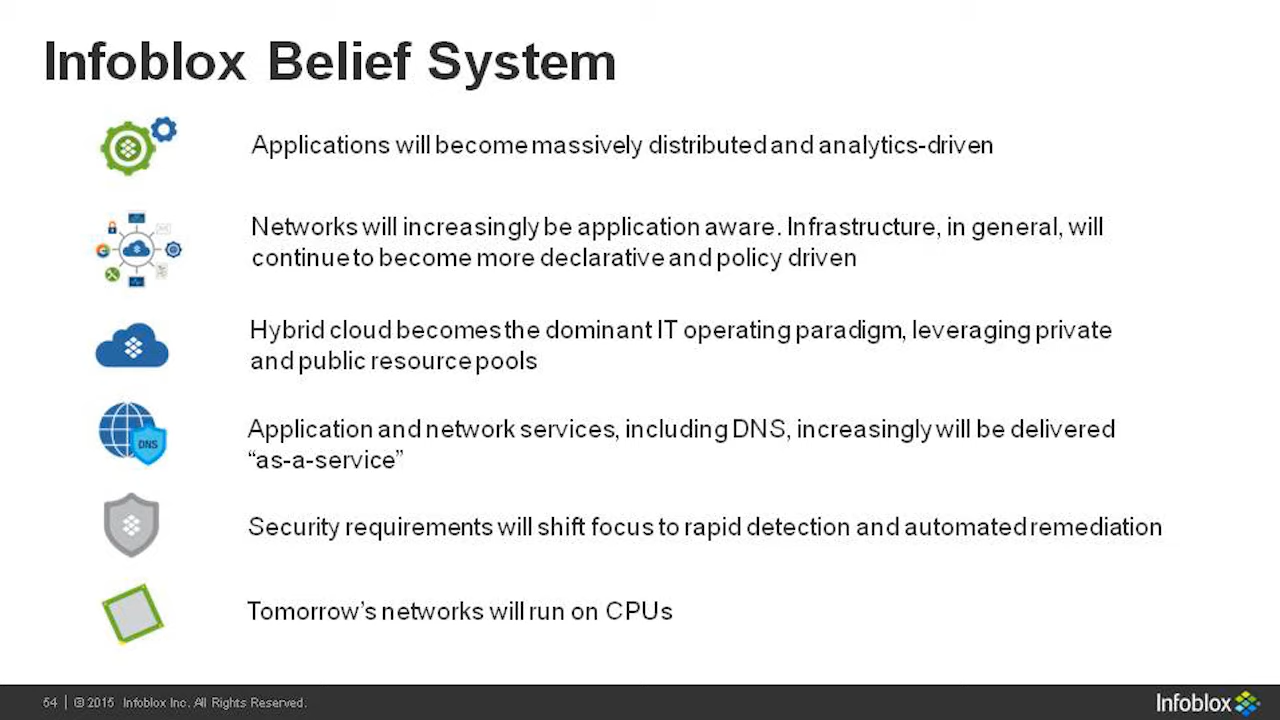 Infoblox Belief System
Applications will become massively distributed and analytics-driven
Networks will increasingly be application aware. Infrastructure, in general, will
continue to become more declarative and policy driven
Hybrid cloud becomes the dominant IT operating paradigm, leveraging private
and public resource pools
DNS
Application and network services, including DNS, increasingly will be delivered
“as-a-service”
Security requirements will shift focus to rapid detection and automated remediation
Tomorrow’s networks will run on CPUs
54 | © 2015 Infoblox Inc. All Rights Reserved.
Infoblox